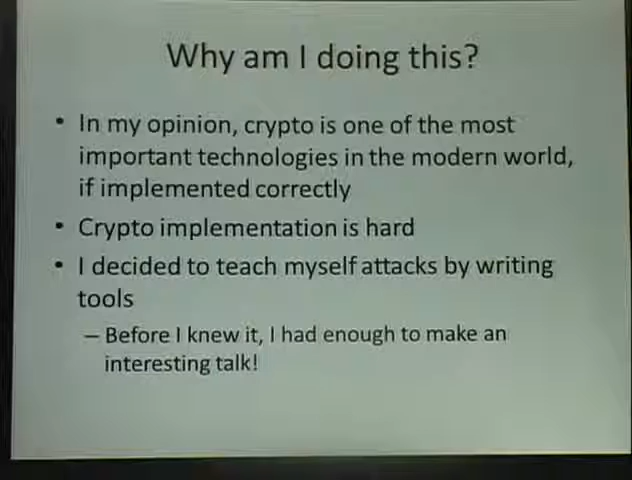 Why am I doing this?
• In my opinion, crypto is one of the most
important technologies in the modern world,
if implemented correctly
• Crypto implementation is hard
• I decided to teach myself attacks by writing
tools
– Before I knew it, I had enough to make an
interesting talk!